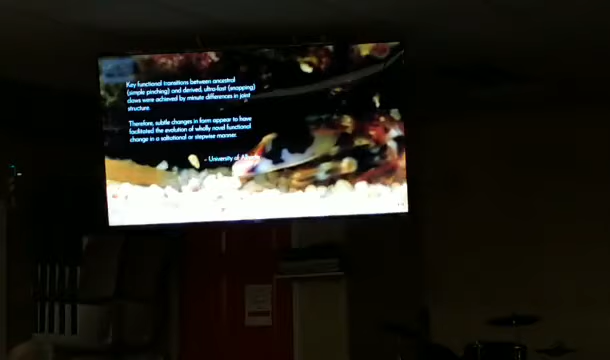 Key functional transitions between ancestral
(simple pinching) and derived, ultra-fast (snapping)
claws were achieved by minute differences in joint
structure.
Therefore, subtle changes in form appear to have
facilitated the evolution of wholly novel functional
change in a saltational or stepwise manner.
- University of Alberta